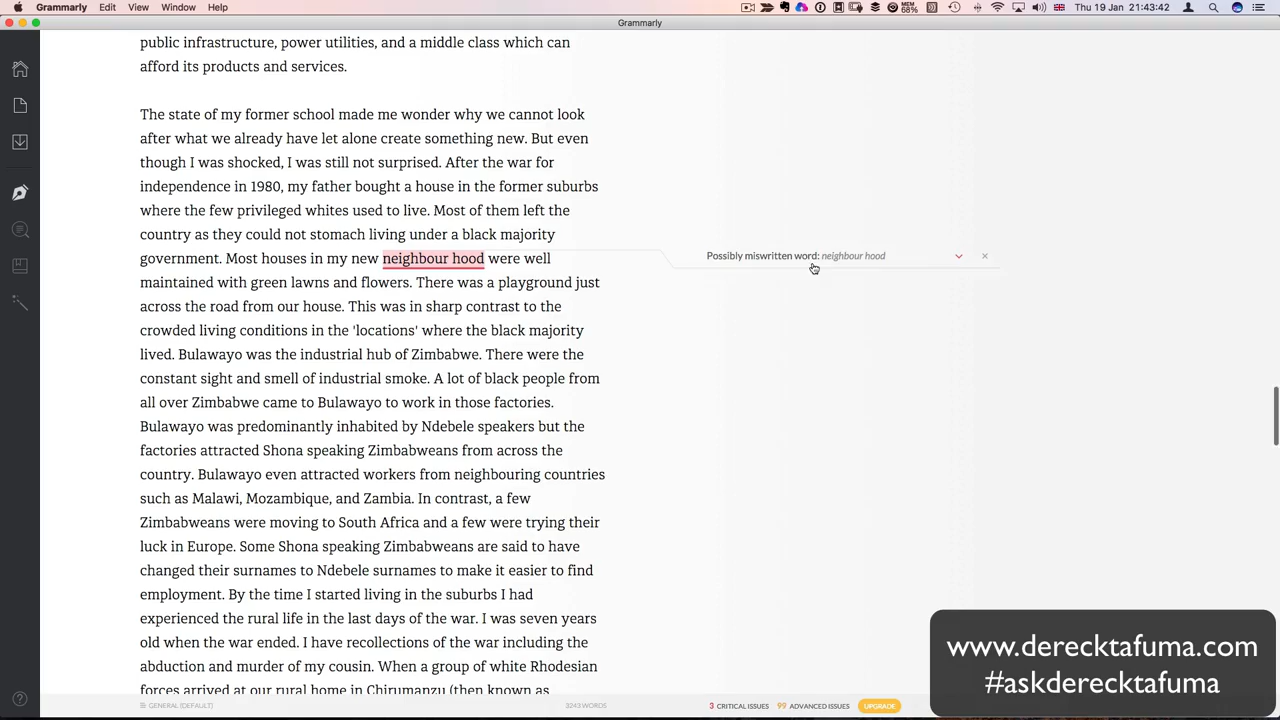 Grammarly Edit View Window Help
MEM 68%
Thu 19 Jan 21:43:42
Grammarly
public infrastructure, power utilities, and a middle class which can
afford its products and services.
The state of my former school made me wonder why we cannot look
after what we already have let alone create something new. But even
though I was shocked, I was still not surprised. After the war for
independence in 1980, my father bought a house in the former suburbs
where the few privileged whites used to live. Most of them left the
country as they could not stomach living under a black majority
government. Most houses in my new neighbour hood were well
Possibly miswritten word: neighbour hood
maintained with green lawns and flowers. There was a playground just
across the road from our house. This was in sharp contrast to the
crowded living conditions in the 'locations' where the black majority
lived. Bulawayo was the industrial hub of Zimbabwe. There were the
constant sight and smell of industrial smoke. A lot of black people from
all over Zimbabwe came to Bulawayo to work in those factories.
Bulawayo was predominantly inhabited by Ndebele speakers but the
factories attracted Shona speaking Zimbabweans from across the
country. Bulawayo even attracted workers from neighbouring countries
such as Malawi, Mozambique, and Zambia. In contrast, a few
Zimbabweans were moving to South Africa and a few were trying their
luck in Europe. Some Shona speaking Zimbabweans are said to have
changed their surnames to Ndebele surnames to make it easier to find
employment. By the time I started living in the suburbs I had
experienced the rural life in the last days of the war. I was seven years
old when the war ended. I have recollections of the war including the
abduction and murder of my cousin. When a group of white Rhodesian
forces arrived at our rural home in Chirumanzu (then known as
www.derecktafuma.com
#askderecktafuma
GENERAL (DEFAULT)
3243 WORDS
3 CRITICAL ISSUES
99 ADVANCED ISSUES
UPGRADE